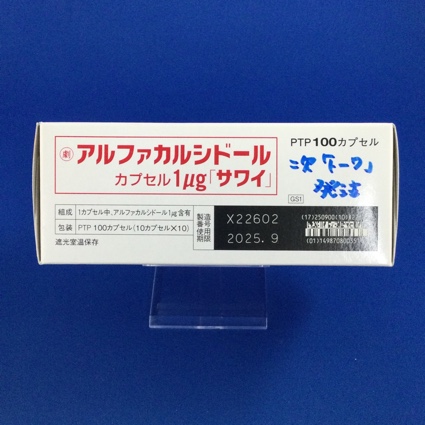 劇 アルファカルシドール
カプセル1μg「サワイ」
PTP 100カプセル
次「トーワ」
発注
GS1
組成 1カプセル中、アルファカルシドール1μg含有
包装 PTP 100カプセル(10カプセル×10)
遮光室温保存
製造番号 X22602
使用期限 2025. 9
(17)250900(10)